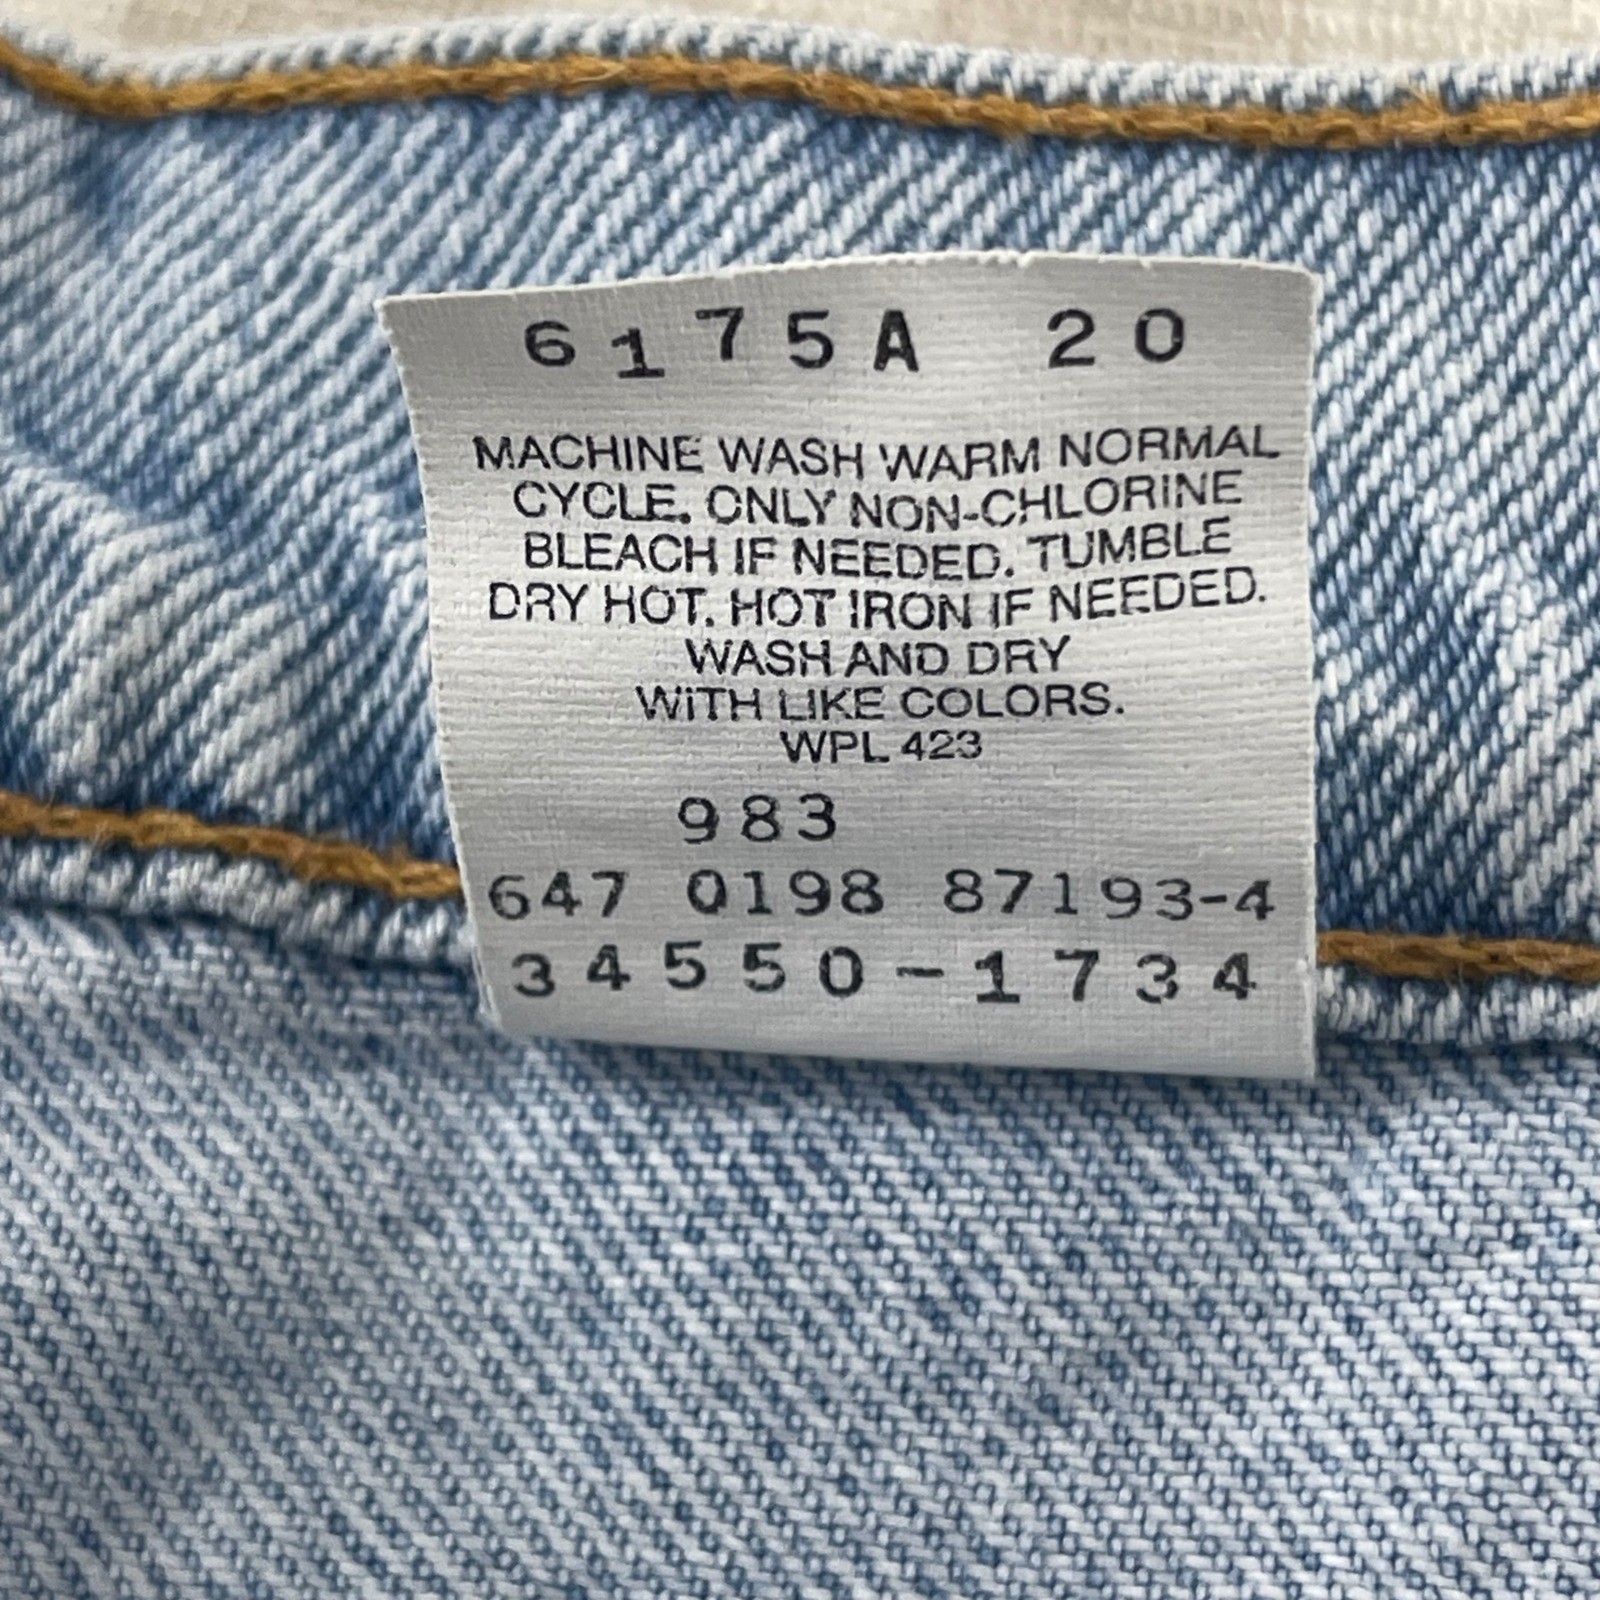 6175A 20
MACHINE WASH WARM NORMAL
CYCLE. ONLY NON-CHLORINE
BLEACH IF NEEDED. TUMBLE
DRY HOT. HOT IRON IF NEEDED.
WASH AND DRY
WITH LIKE COLORS.
WPL 423
983
647 0198 87193-4
34550-1734